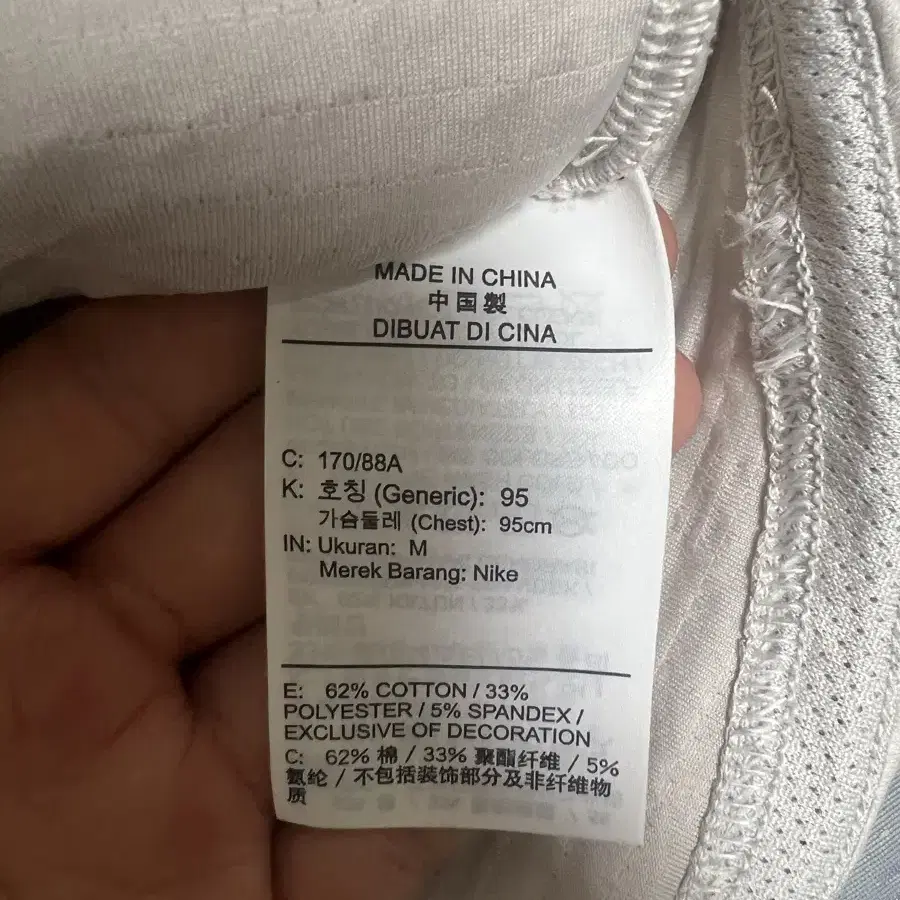 MADE IN CHINA
中国製
DIBUAT DI CINA
C: 170/88A
K: 호칭 (Generic): 95
가슴둘레 (Chest): 95cm
IN: Ukuran: M
Merek Barang: Nike
E: 62% COTTON / 33%
POLYESTER / 5% SPANDEX /
EXCLUSIVE OF DECORATION
C: 62% 棉 / 33% 聚酯纤维 / 5%
氨纶 / 不包括装饰部分及非纤维物
质